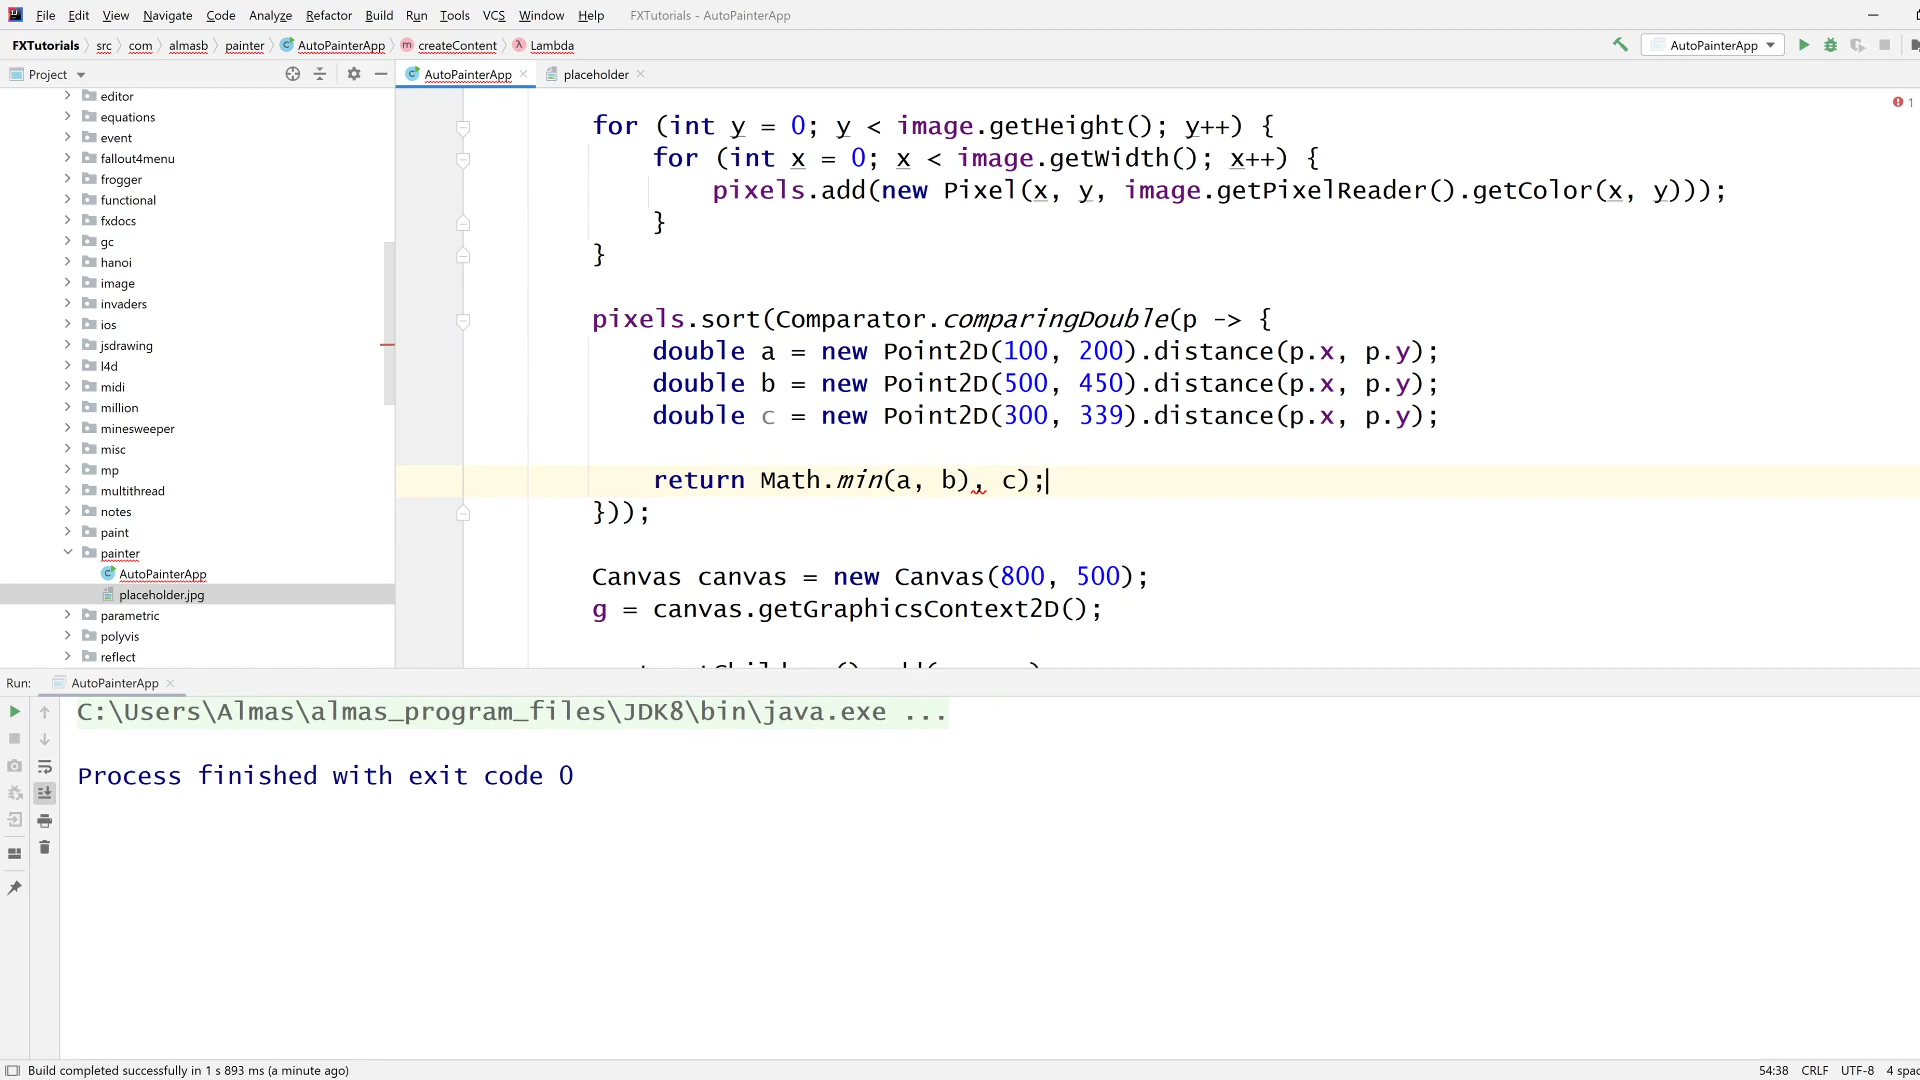 File Edit View Navigate Code Analyze Refactor Build Run Tools VCS Window Help FXTutorials - AutoPainterApp
FXTutorials src com almasb painter AutoPainterApp createContent Lambda AutoPainterApp
Project AutoPainterApp placeholder
editor
equations
event
fallout4menu
frogger
functional
fxdocs
gc
hanoi
image
invaders
ios
jsdrawing
l4d
midi
million
minesweeper
misc
mp
multithread
notes
paint
painter
AutoPainterApp
placeholder.jpg
parametric
polyvis
reflect
1
for (int y = 0; y < image.getHeight(); y++) {
for (int x = 0; x < image.getWidth(); x++) {
pixels.add(new Pixel(x, y, image.getPixelReader().getColor(x, y)));
}
}
pixels.sort(Comparator.comparingDouble(p -> {
double a = new Point2D(100, 200).distance(p.x, p.y);
double b = new Point2D(500, 450).distance(p.x, p.y);
double c = new Point2D(300, 339).distance(p.x, p.y);
return Math.min(a, b), c);
}));
Canvas canvas = new Canvas(800, 500);
g = canvas.getGraphicsContext2D();
Run: AutoPainterApp
C:\Users\Almas\almas_program_files\JDK8\bin\java.exe ...
Process finished with exit code 0
Build completed successfully in 1 s 893 ms (a minute ago) 54:38 CRLF UTF-8 4 spac